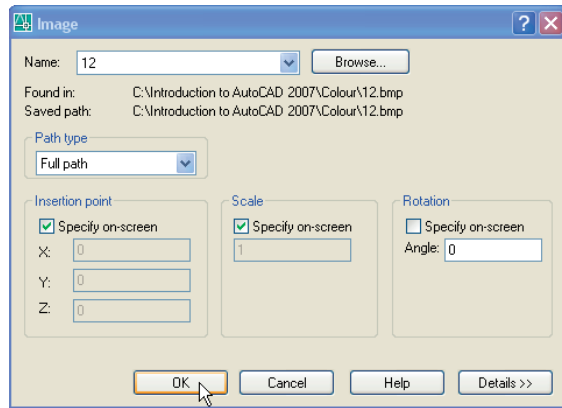 Image
Name: 12 Browse...
Found in: C:\Introduction to AutoCAD 2007\Colour\12.bmp
Saved path: C:\Introduction to AutoCAD 2007\Colour\12.bmp
Path type
Full path
Insertion point
Specify on-screen
X: 0
Y: 0
Z: 0
Scale
Specify on-screen
1
Rotation
Specify on-screen
Angle: 0
OK Cancel Help Details >>